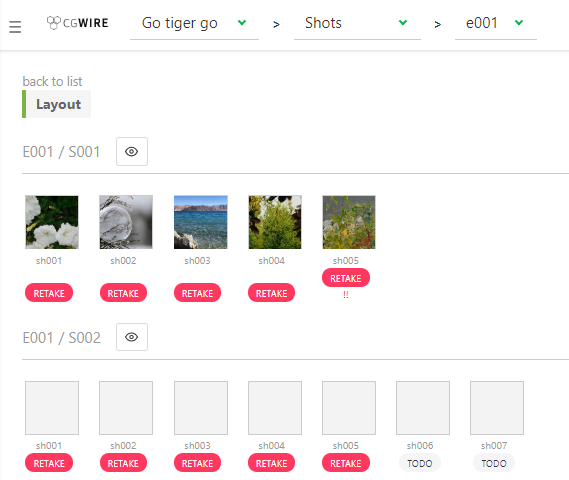 CGWIRE Go tiger go > Shots > e001
back to list
Layout
E001 / S001
sh001 sh002 sh003 sh004 sh005
RETAKE RETAKE RETAKE RETAKE RETAKE
!!
E001 / S002
sh001 sh002 sh003 sh004 sh005 sh006 sh007
RETAKE RETAKE RETAKE RETAKE RETAKE TODO TODO